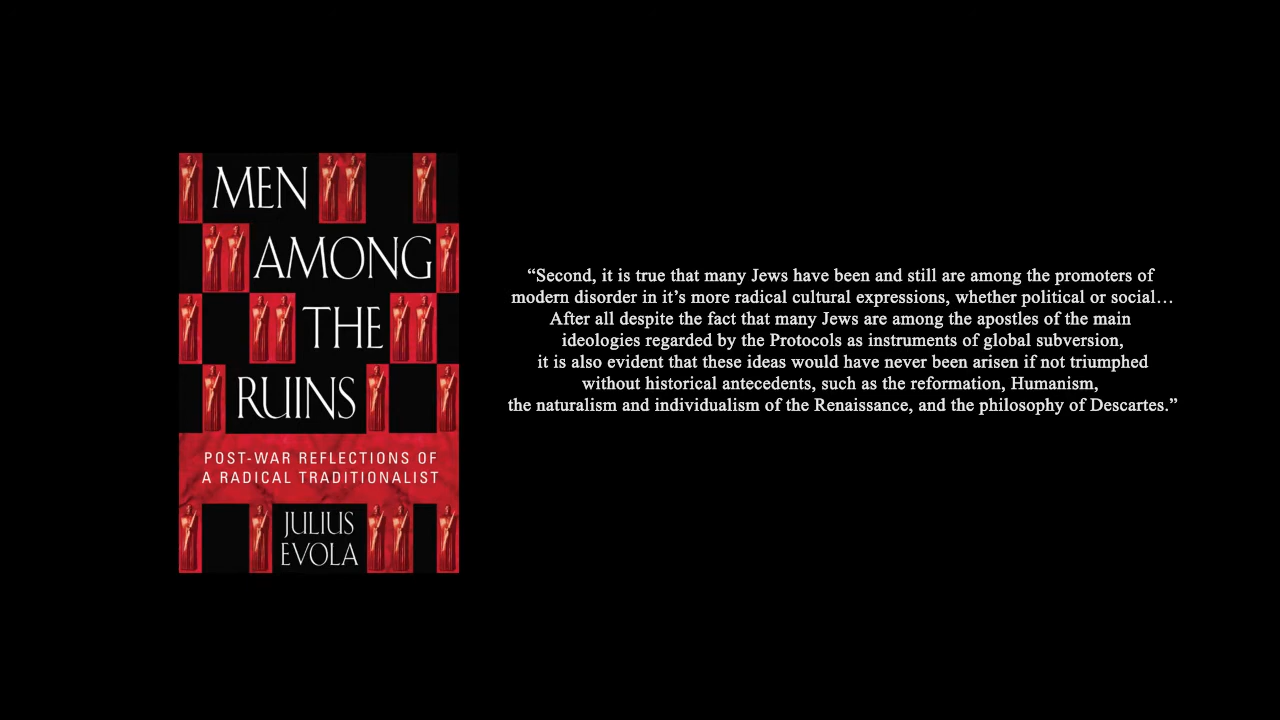 MEN
AMONG
THE
RUINS
POST-WAR REFLECTIONS OF
A RADICAL TRADITIONALIST
JULIUS
EVOLA
“Second, it is true that many Jews have been and still are among the promoters of
modern disorder in it’s more radical cultural expressions, whether political or social…
After all despite the fact that many Jews are among the apostles of the main
ideologies regarded by the Protocols as instruments of global subversion,
it is also evident that these ideas would have never been arisen if not triumphed
without historical antecedents, such as the reformation, Humanism,
the naturalism and individualism of the Renaissance, and the philosophy of Descartes.”